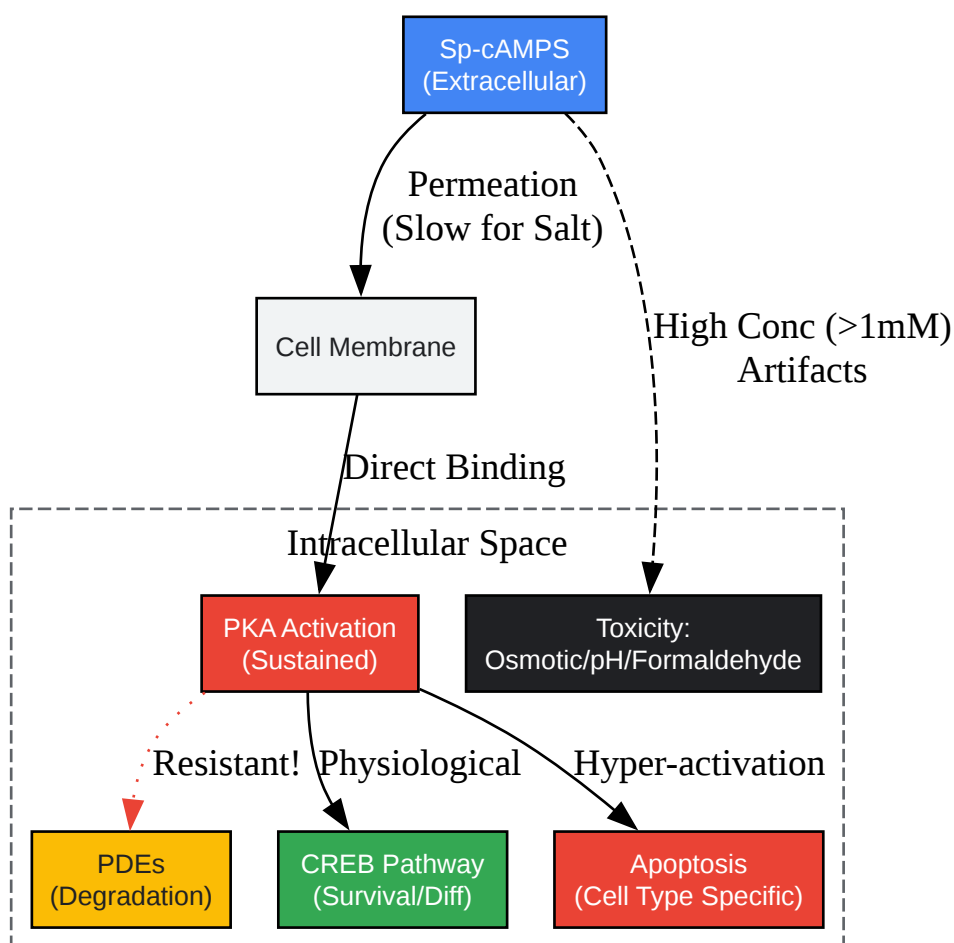 Sp-cAMPS
(Extracellular)
Permeation
(Slow for Salt)
High Conc (>1mM)
Artifacts
Cell Membrane
Direct Binding
Intracellular Space
PKA Activation
(Sustained)
Toxicity:
Osmotic/pH/Formaldehyde
Resistant!
Physiological
Hyper-activation
PDEs
(Degradation)
CREB Pathway
(Survival/Diff)
Apoptosis
(Cell Type Specific)